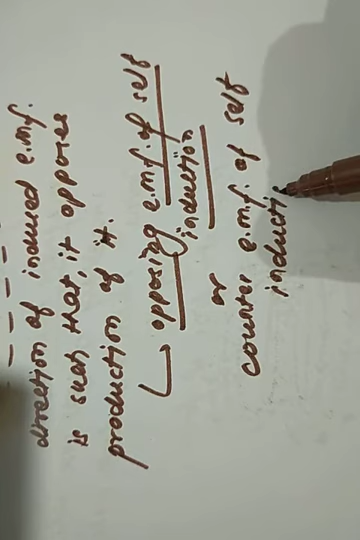 direction of induced e.m.f.
is such that, it opposes
production of it.
opposing e.m.f. of self
induction
or
counter e.m.f. of self
inducti